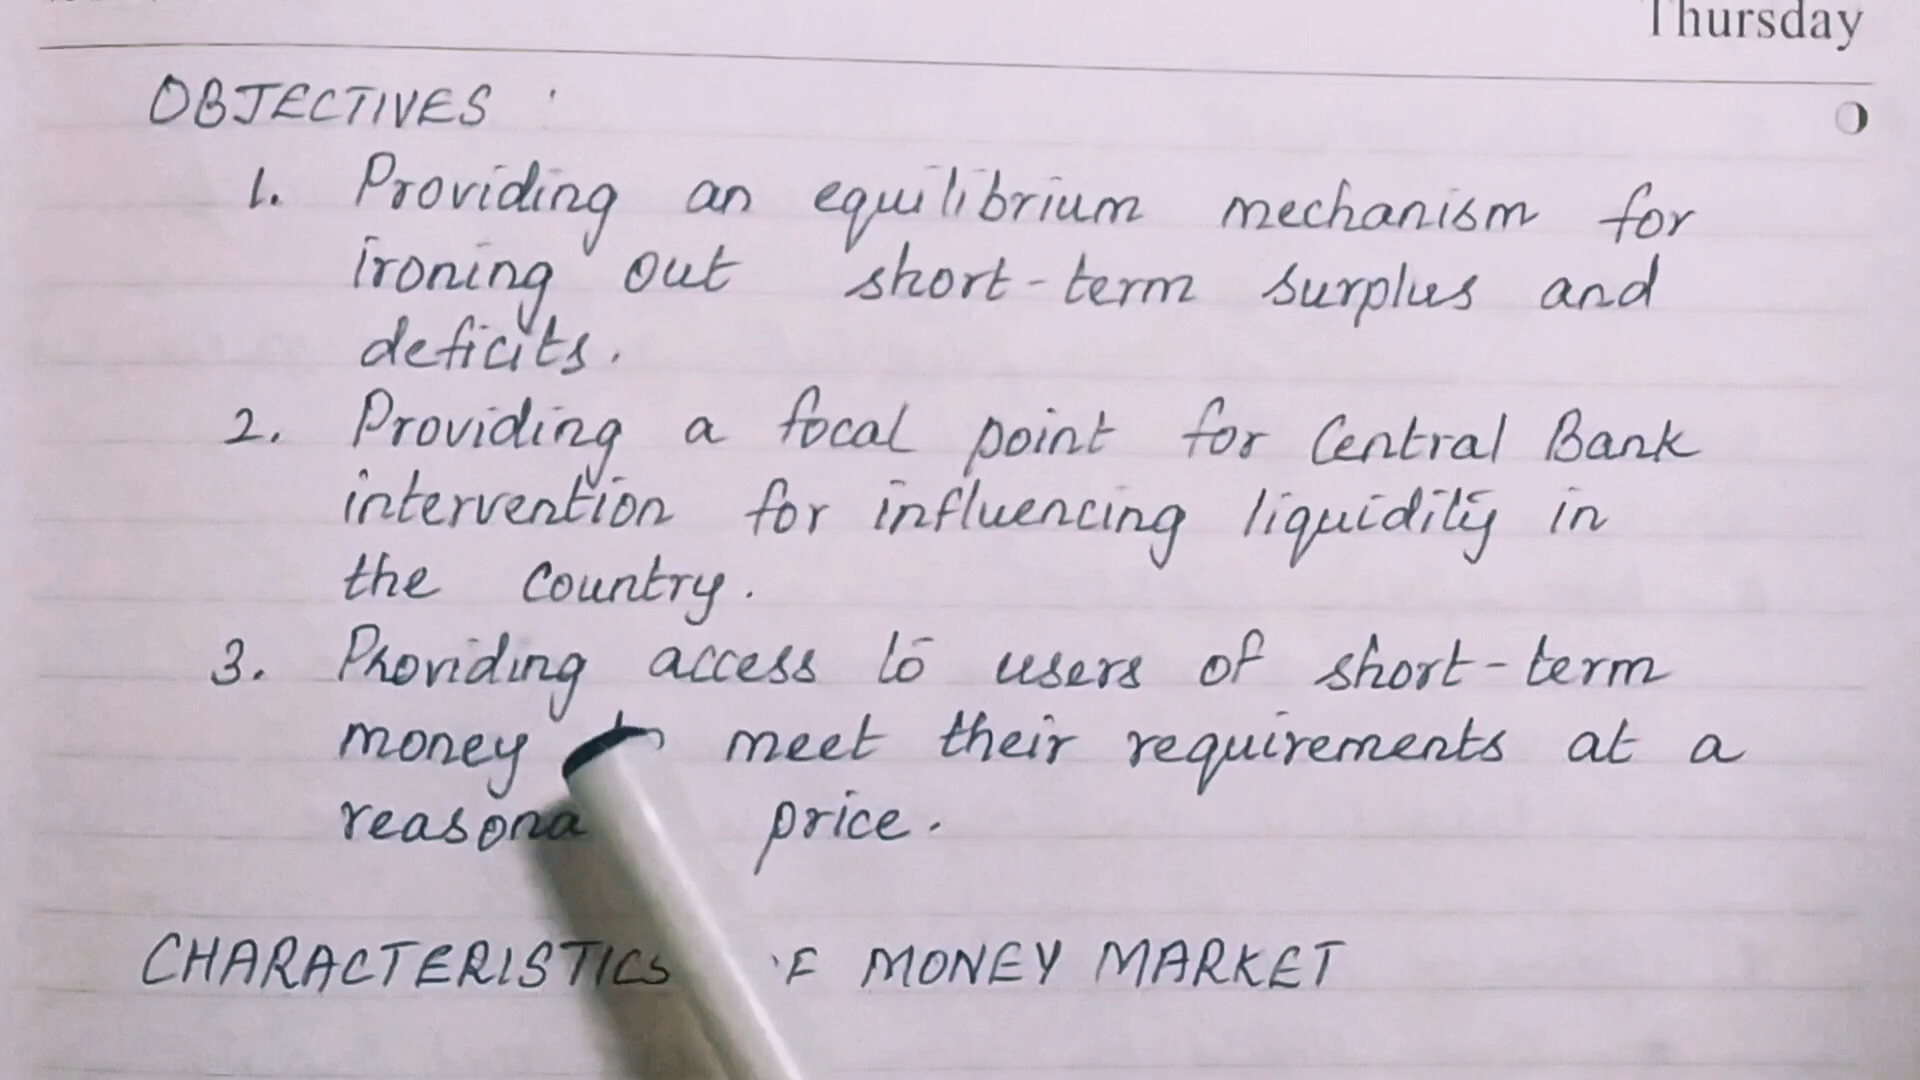 Thursday
OBJECTIVES :
1. Providing an equilibrium mechanism for
ironing out short-term surplus and
deficits.
2. Providing a focal point for Central Bank
intervention for influencing liquidity in
the country.
3. Providing access to users of short-term
money to meet their requirements at a
reasona price.
CHARACTERISTICS F MONEY MARKET